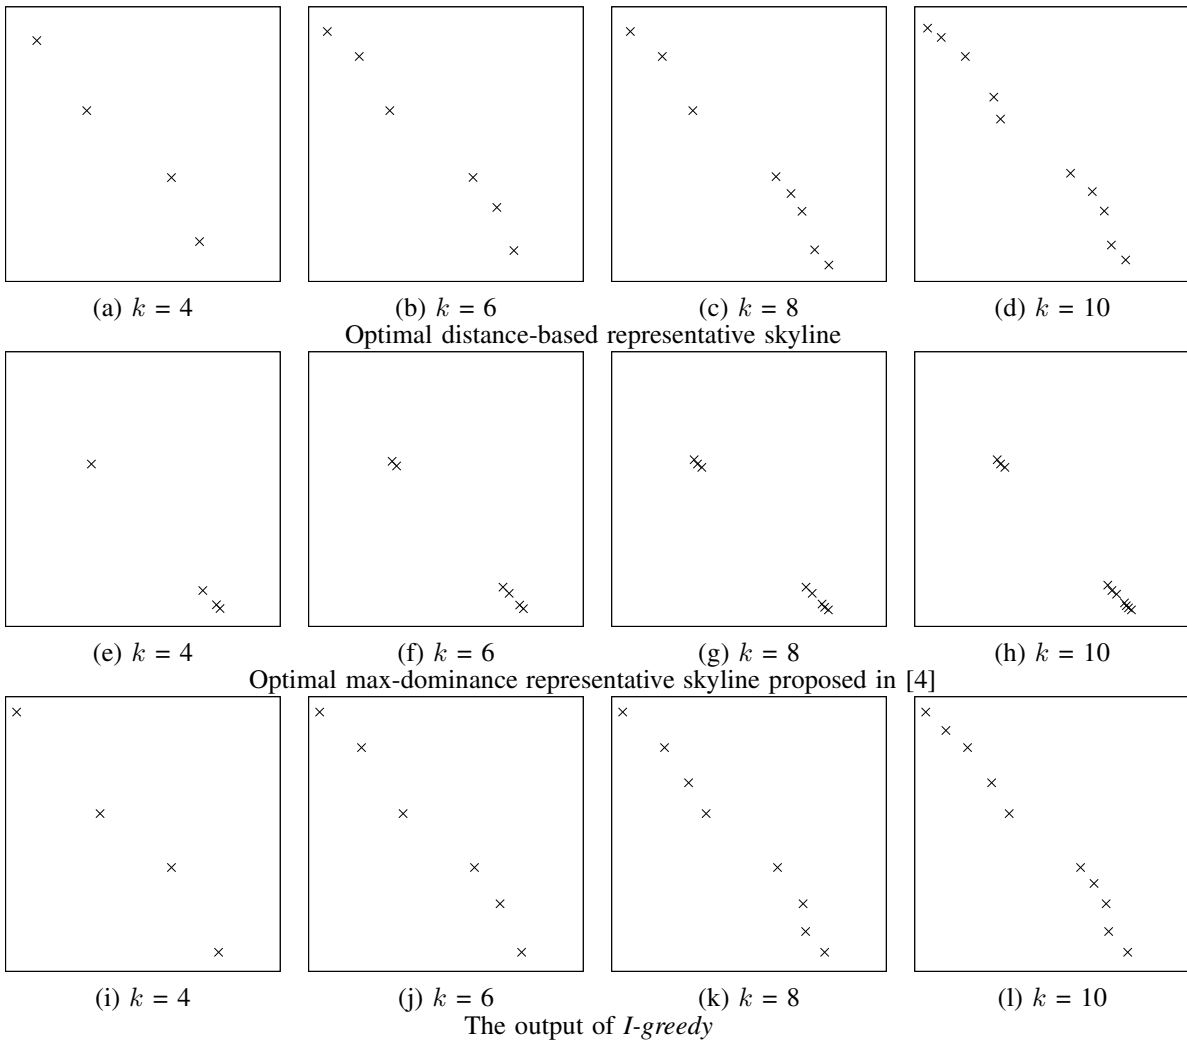 (a) k = 4 (b) k = 6 (c) k = 8 (d) k = 10
Optimal distance-based representative skyline
(e) k = 4 (f) k = 6 (g) k = 8 (h) k = 10
Optimal max-dominance representative skyline proposed in [4]
(i) k = 4 (j) k = 6 (k) k = 8 (l) k = 10
The output of I-greedy